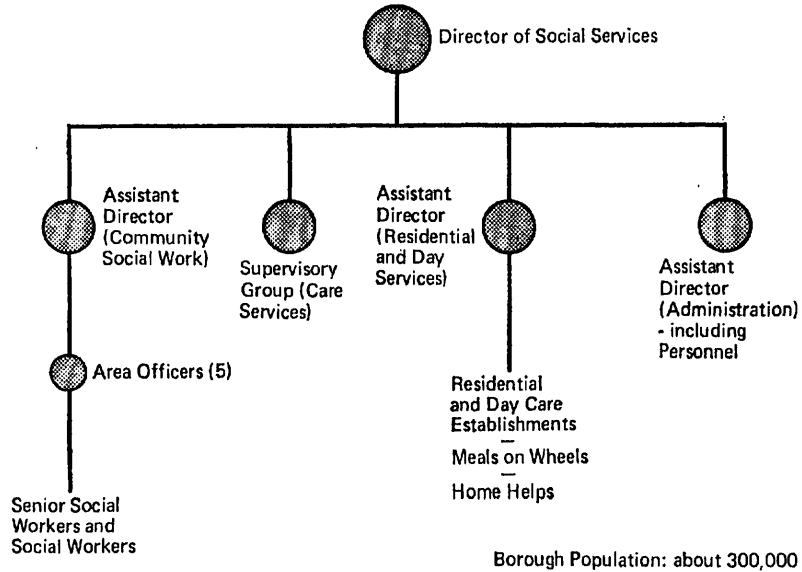 Director of Social Services
Assistant
Director
(Community
Social Work)
Supervisory
Group (Care
Services)
Assistant
Director
(Residential
and Day
Services)
Assistant
Director
(Administration)
- including
Personnel
Area Officers (5)
Senior Social
Workers and
Social Workers
Residential
and Day Care
Establishments
–
Meals on Wheels
–
Home Helps
Borough Population: about 300,000